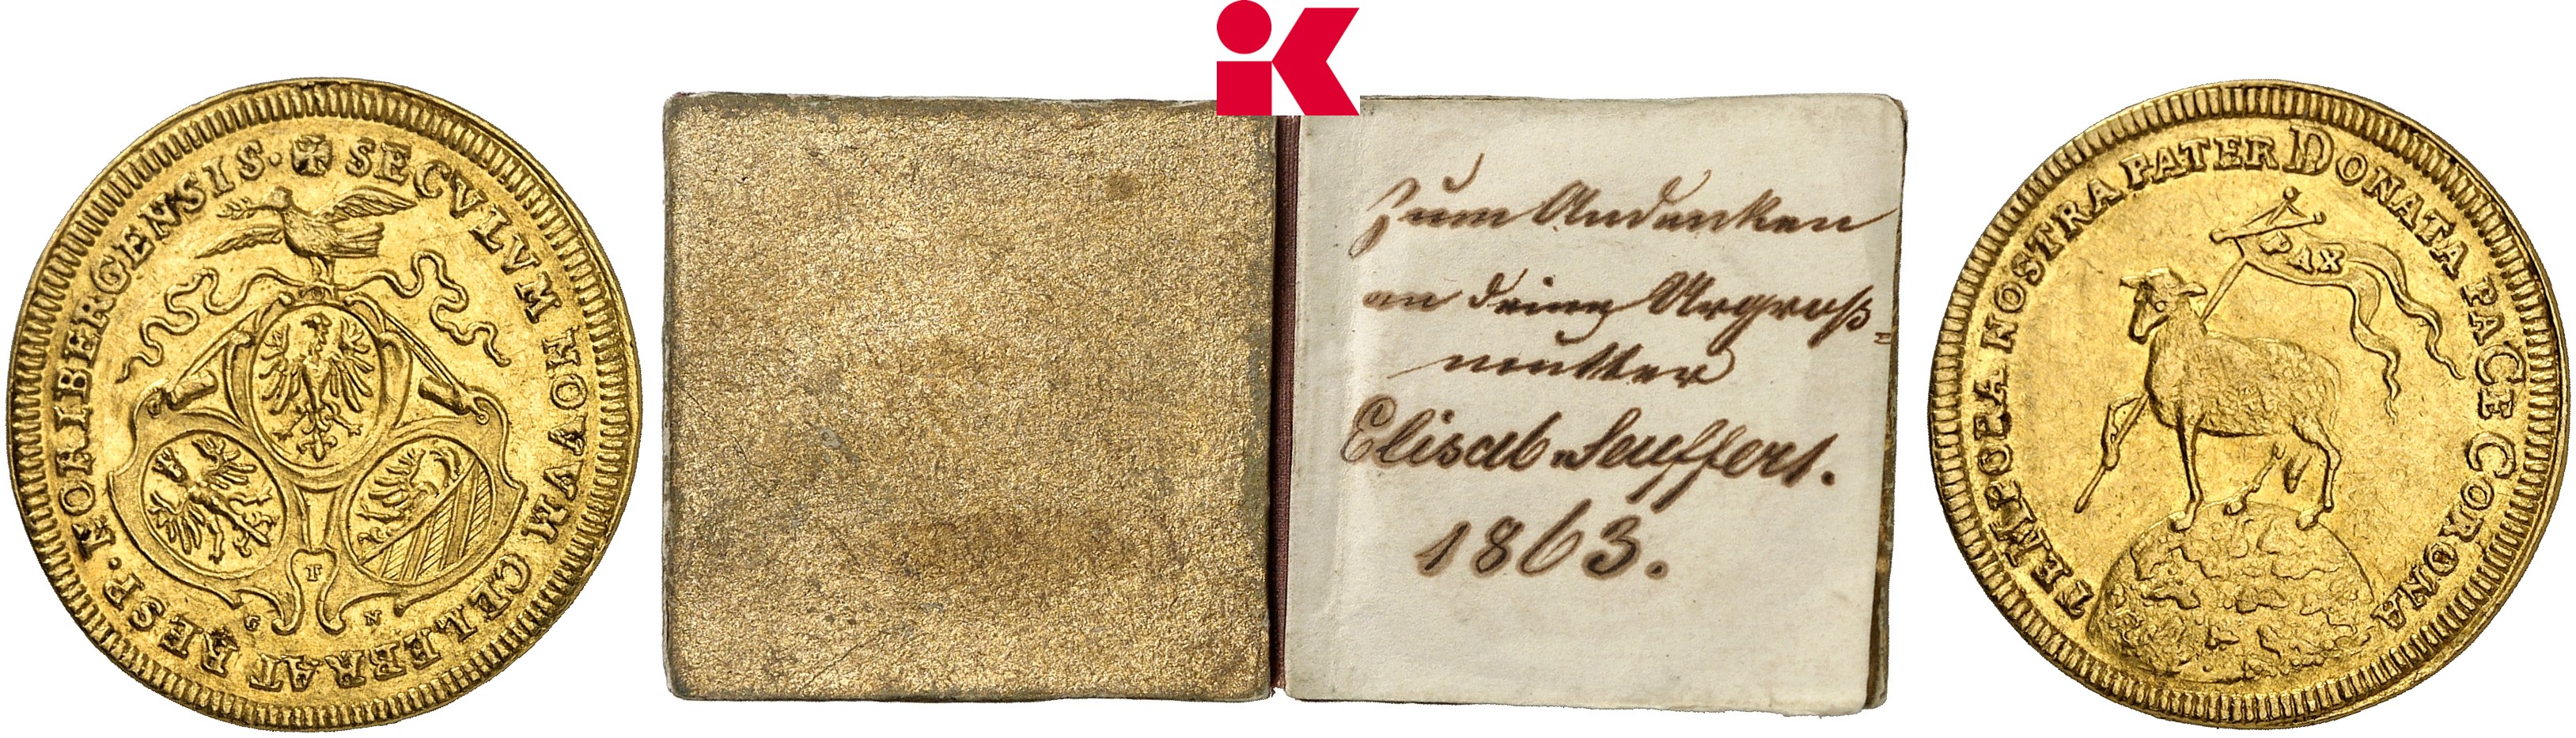 · ✠ SECVLVM NOVVM CELEBRAT RESP. NORIBERGENSIS
F
G N
Zum Andenken
an deine Urgroß=
mutter
Elisab. Seuffert.
1863.
TEMPORA NOSTRA PATER DONATA PACE CORONA
PAX
iK